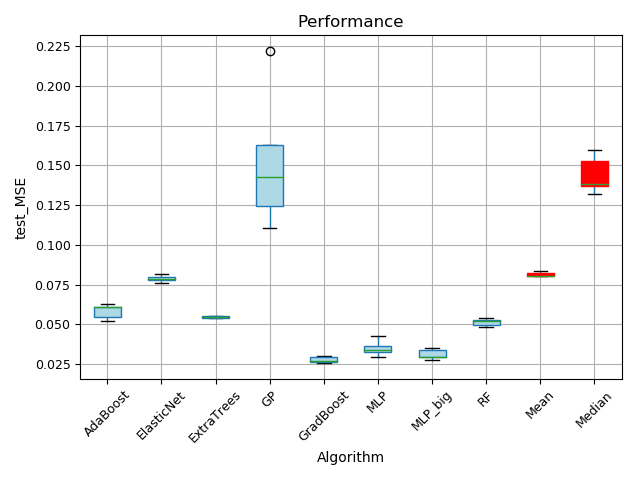 Performance
test_MSE
0.225
0.200
0.175
0.150
0.125
0.100
0.075
0.050
0.025
AdaBoost
ElasticNet
ExtraTrees
GP
GradBoost
MLP
MLP_big
RF
Mean
Median
Algorithm